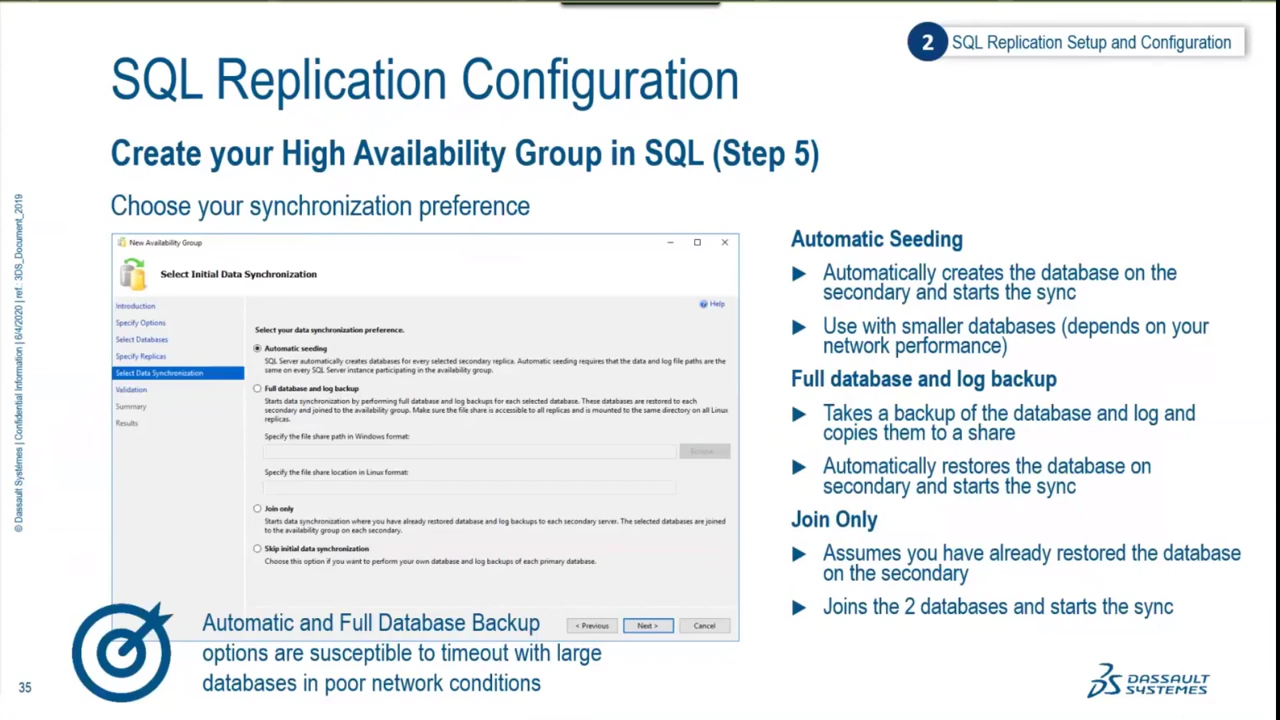 2 SQL Replication Setup and Configuration
SQL Replication Configuration
Create your High Availability Group in SQL (Step 5)
Choose your synchronization preference
New Availability Group
Select Initial Data Synchronization
Introduction
Specify Options
Select Databases
Specify Replicas
Select Data Synchronization
Validation
Summary
Results
Help
Select your data synchronization preference.
Automatic seeding
SQL Server automatically creates databases for every selected secondary replica. Automatic seeding requires that the data and log file paths are the
same on every SQL Server instance participating in the availability group.
Full database and log backup
Starts data synchronization by performing full database and log backups for each selected database. These databases are restored to each
secondary and joined to the availability group. Make sure the file share is accessible to all replicas and is mounted to the same directory on all Linux
replicas.
Specify the file share path in Windows format:
Browse...
Specify the file share location in Linux format:
Join only
Starts data synchronization where you have already restored database and log backups to each secondary server. The selected databases are joined
to the availability group on each secondary.
Skip initial data synchronization
Choose this option if you want to perform your own database and log backups of each primary database.
< Previous
Next >
Cancel
Automatic Seeding
Automatically creates the database on the
secondary and starts the sync
Use with smaller databases (depends on your
network performance)
Full database and log backup
Takes a backup of the database and log and
copies them to a share
Automatically restores the database on
secondary and starts the sync
Join Only
Assumes you have already restored the database
on the secondary
Joins the 2 databases and starts the sync
Automatic and Full Database Backup
options are susceptible to timeout with large
databases in poor network conditions
© Dassault Systèmes | Confidential Information | 6/4/2020 | ref.: 3DS_Document_2019
35
DASSAULT
SYSTEMES